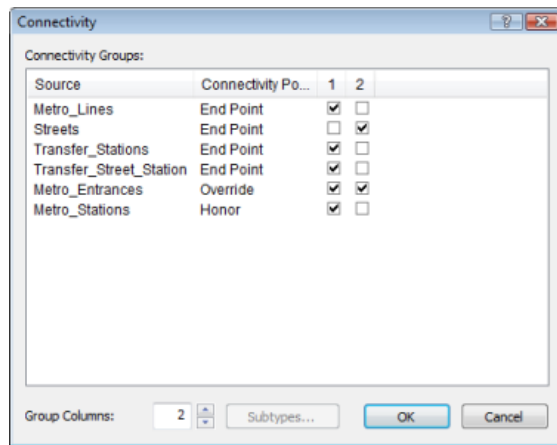 Connectivity
Connectivity Groups:
Source Connectivity Po... 1 2
Metro_Lines End Point
Streets End Point
Transfer_Stations End Point
Transfer_Street_Station End Point
Metro_Entrances Override
Metro_Stations Honor
Group Columns: 2 Subtypes... OK Cancel